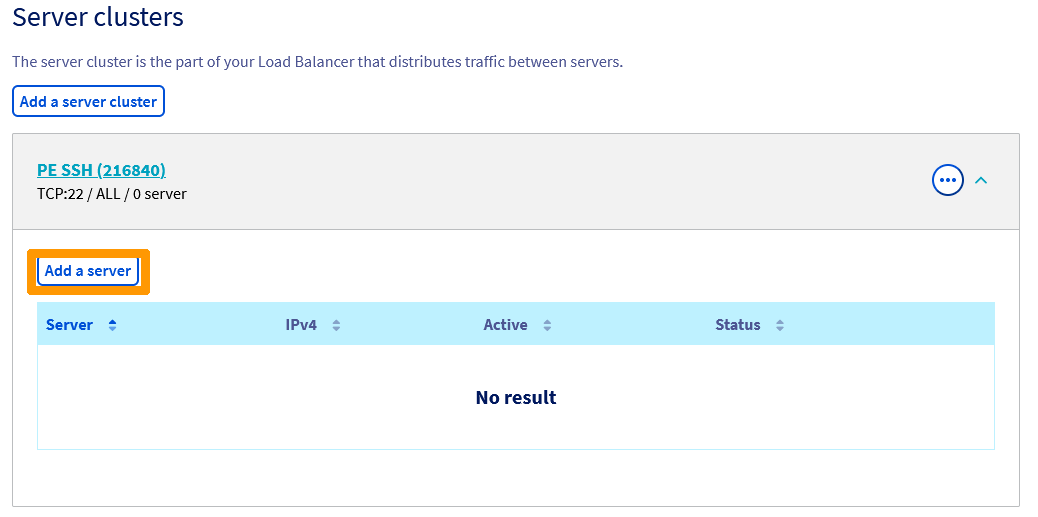 Server clusters
The server cluster is the part of your Load Balancer that distributes traffic between servers.
Add a server cluster
PE SSH (216840)
TCP:22 / ALL / 0 server
Add a server
Server IPv4 Active Status
No result